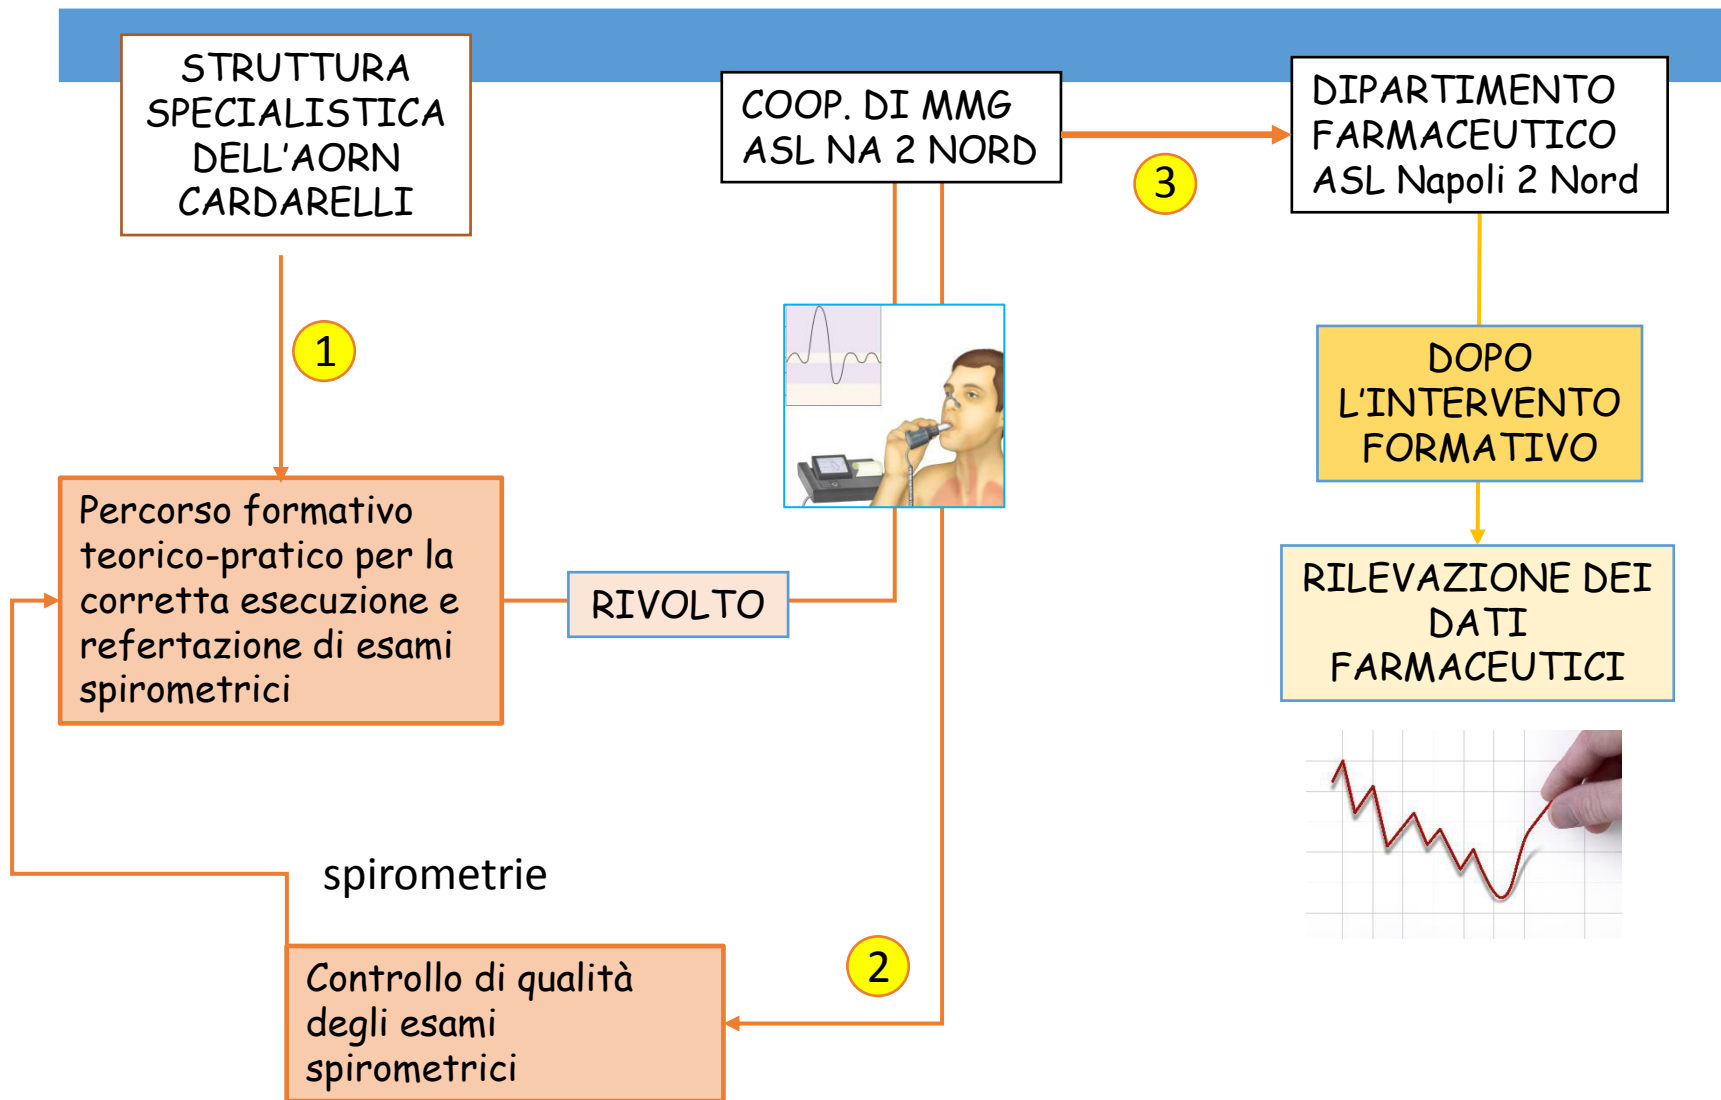 STRUTTURA
SPECIALISTICA
DELL'AORN
CARDARELLI
COOP. DI MMG
ASL NA 2 NORD
DIPARTIMENTO
FARMACEUTICO
ASL Napoli 2 Nord
3
1
DOPO
L'INTERVENTO
FORMATIVO
Percorso formativo
teorico-pratico per la
corretta esecuzione e
refertazione di esami
spirometrici
RIVOLTO
RILEVAZIONE DEI
DATI
FARMACEUTICI
spirometrie
2
Controllo di qualità
degli esami
spirometrici